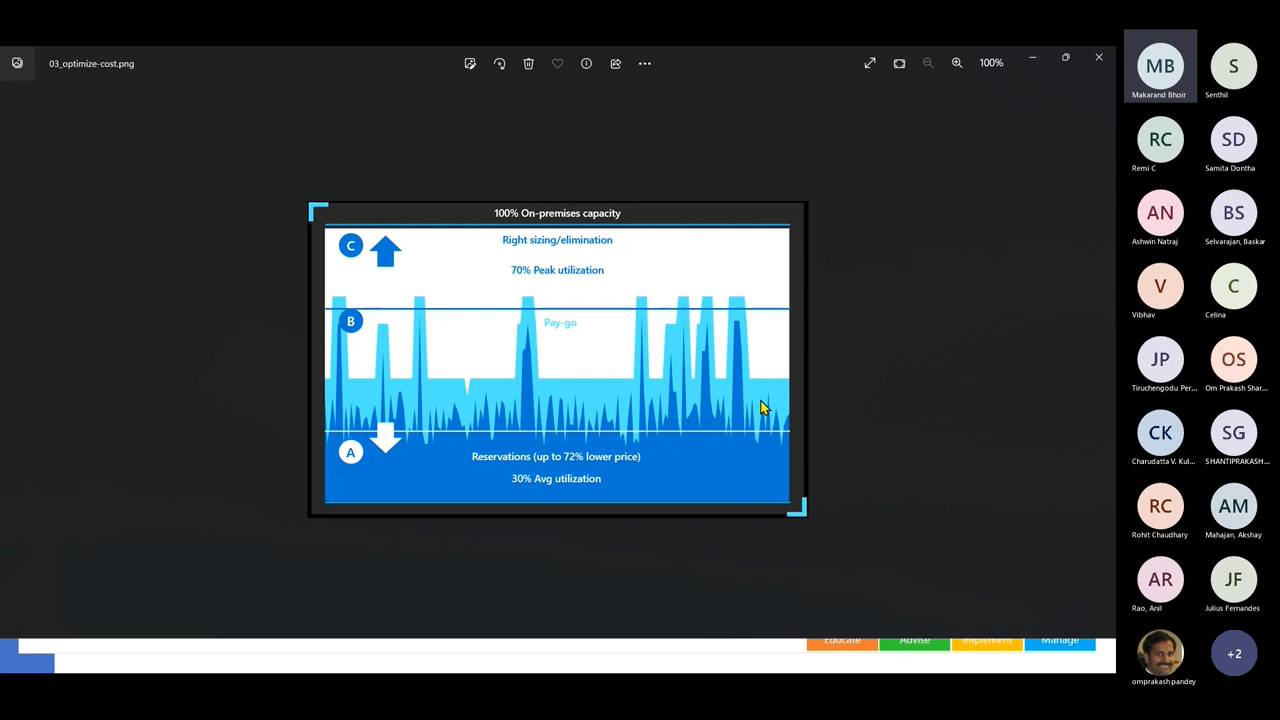 03_optimize-cost.png
100%
100% On-premises capacity
C
Right sizing/elimination
70% Peak utilization
B
Pay-go
A
Reservations (up to 72% lower price)
30% Avg utilization
Educate
Advise
Implement
Manage
MB
S
Makarand Bhoir
Senthil
RC
SD
Remi C
Samita Dontha
AN
BS
Ashwin Natraj
Selvarajan, Baskar
V
C
Vibhav
Celina
JP
OS
Tiruchengodu Per...
Om Prakash Shar...
CK
SG
Charudatta V. Kul...
SHANTIPRAKASH...
RC
AM
Rohit Chaudhary
Mahajan, Akshay
AR
JF
Rao, Anil
Julius Fernandes
+2
omprakash pandey